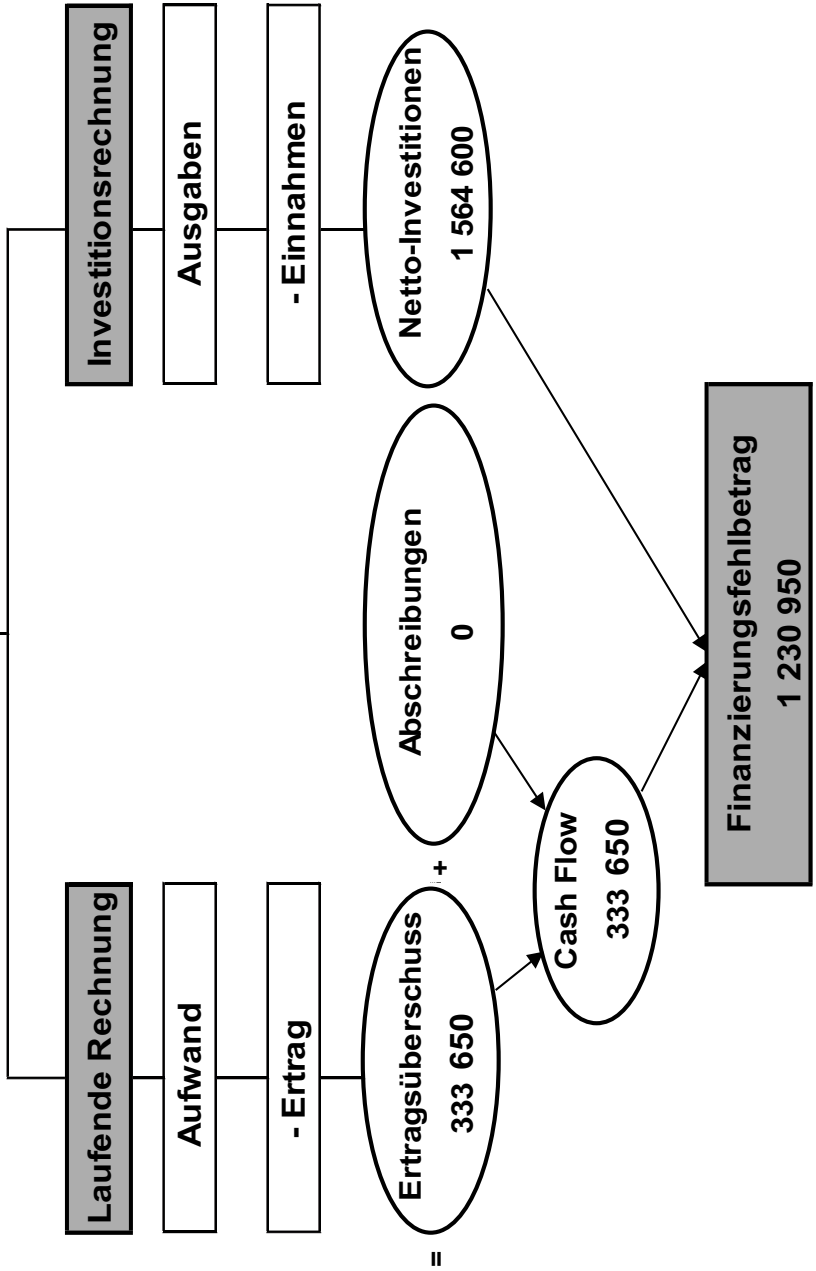 Laufende Rechnung
Investitionsrechnung
Aufwand
Ausgaben
- Ertrag
- Einnahmen
=
Ertragsüberschuss
333 650
+
Abschreibungen
0
Netto-Investitionen
1 564 600
Cash Flow
333 650
Finanzierungsfehlbetrag
1 230 950